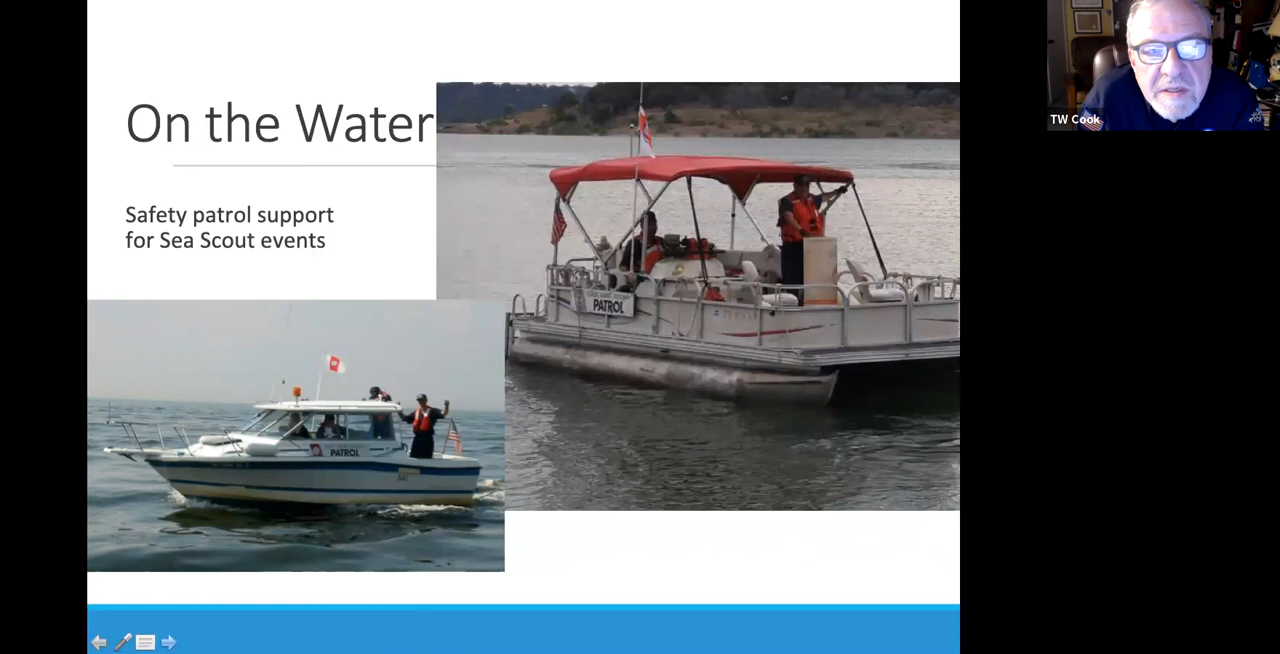 On the Water
Safety patrol support
for Sea Scout events
PATROL
PATROL
TW Cook